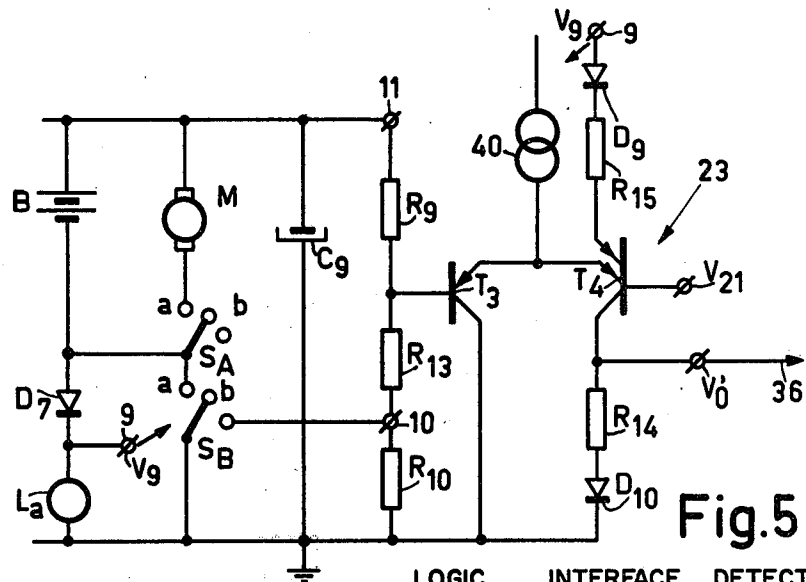 V9 9
11
D9
40
R15
B
M
R9
23
C9
T3
T4
V21
a b
SA
R13
D7
a b
9
10
V'0
36
V9
SB
R14
La
R10
D10
Fig.5
LOGIC INTERFACE DETECT